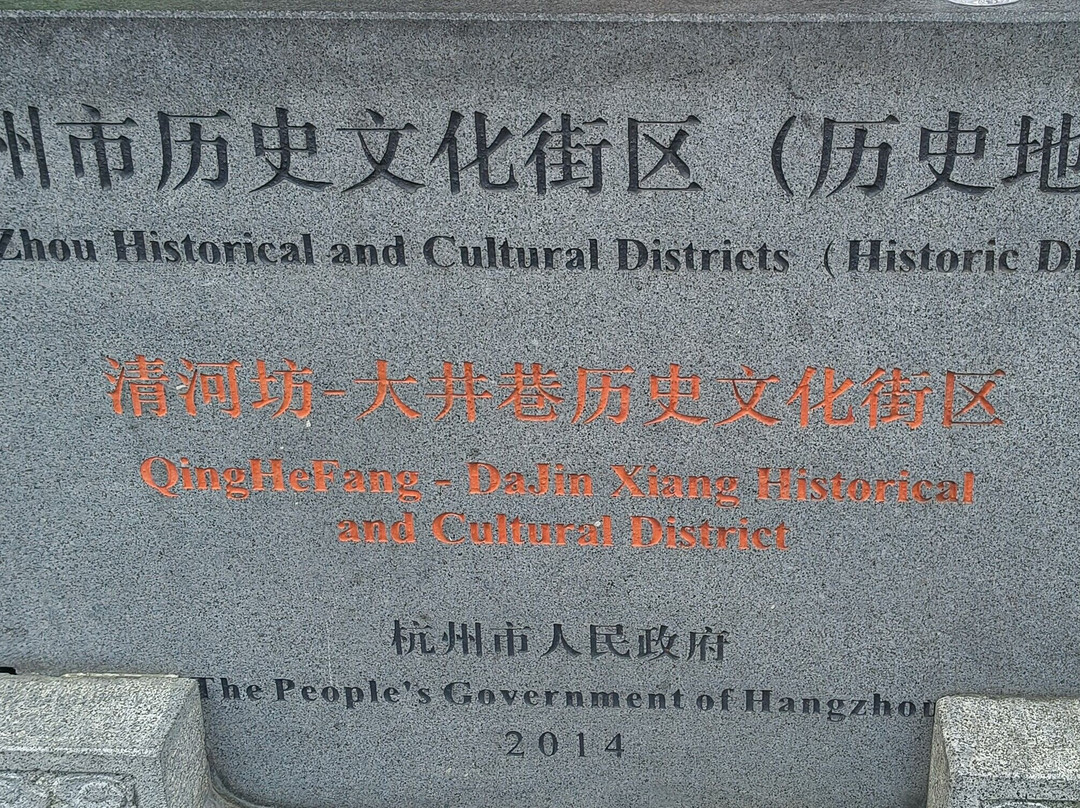 州市历史文化街区（历史地
Zhou Historical and Cultural Districts （Historic Di
清河坊-大井巷历史文化街区
QingHeFang - DaJin Xiang Historical
and Cultural District
杭州市人民政府
The People's Government of Hangzhou
2014